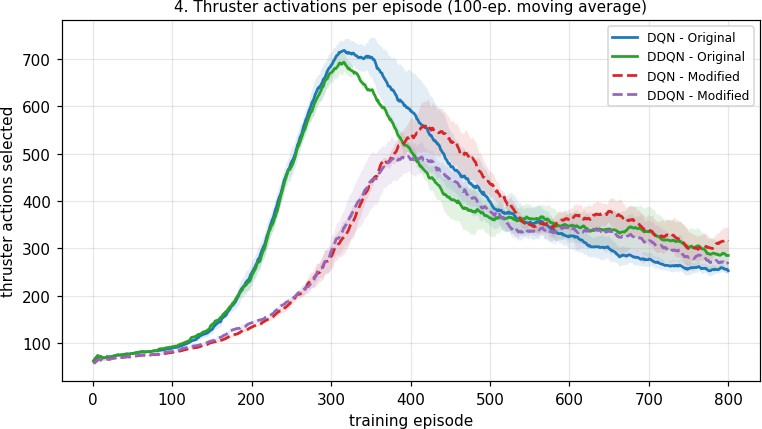 4. Thruster activations per episode (100-ep. moving average)
thruster actions selected
700
600
500
400
300
200
100
DQN - Original
DDQN - Original
DQN - Modified
DDQN - Modified
0 100 200 300 400 500 600 700 800
training episode